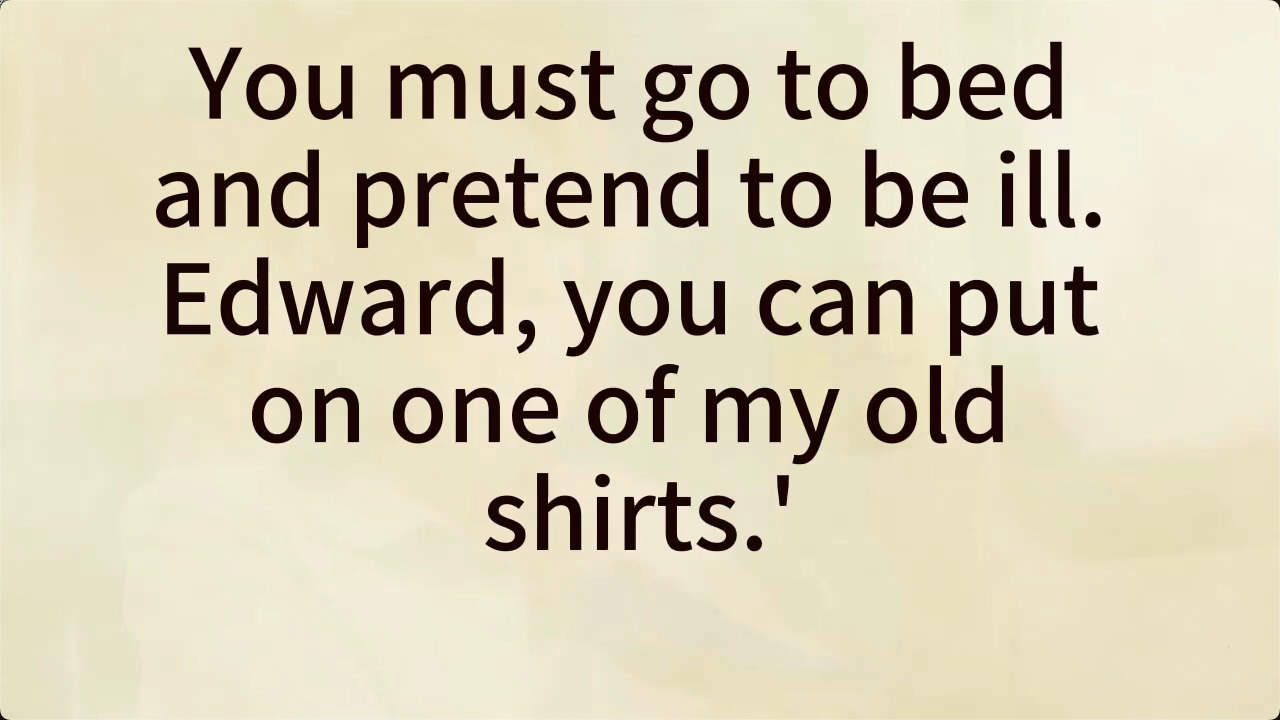 You must go to bed
and pretend to be ill.
Edward, you can put
on one of my old
shirts.'